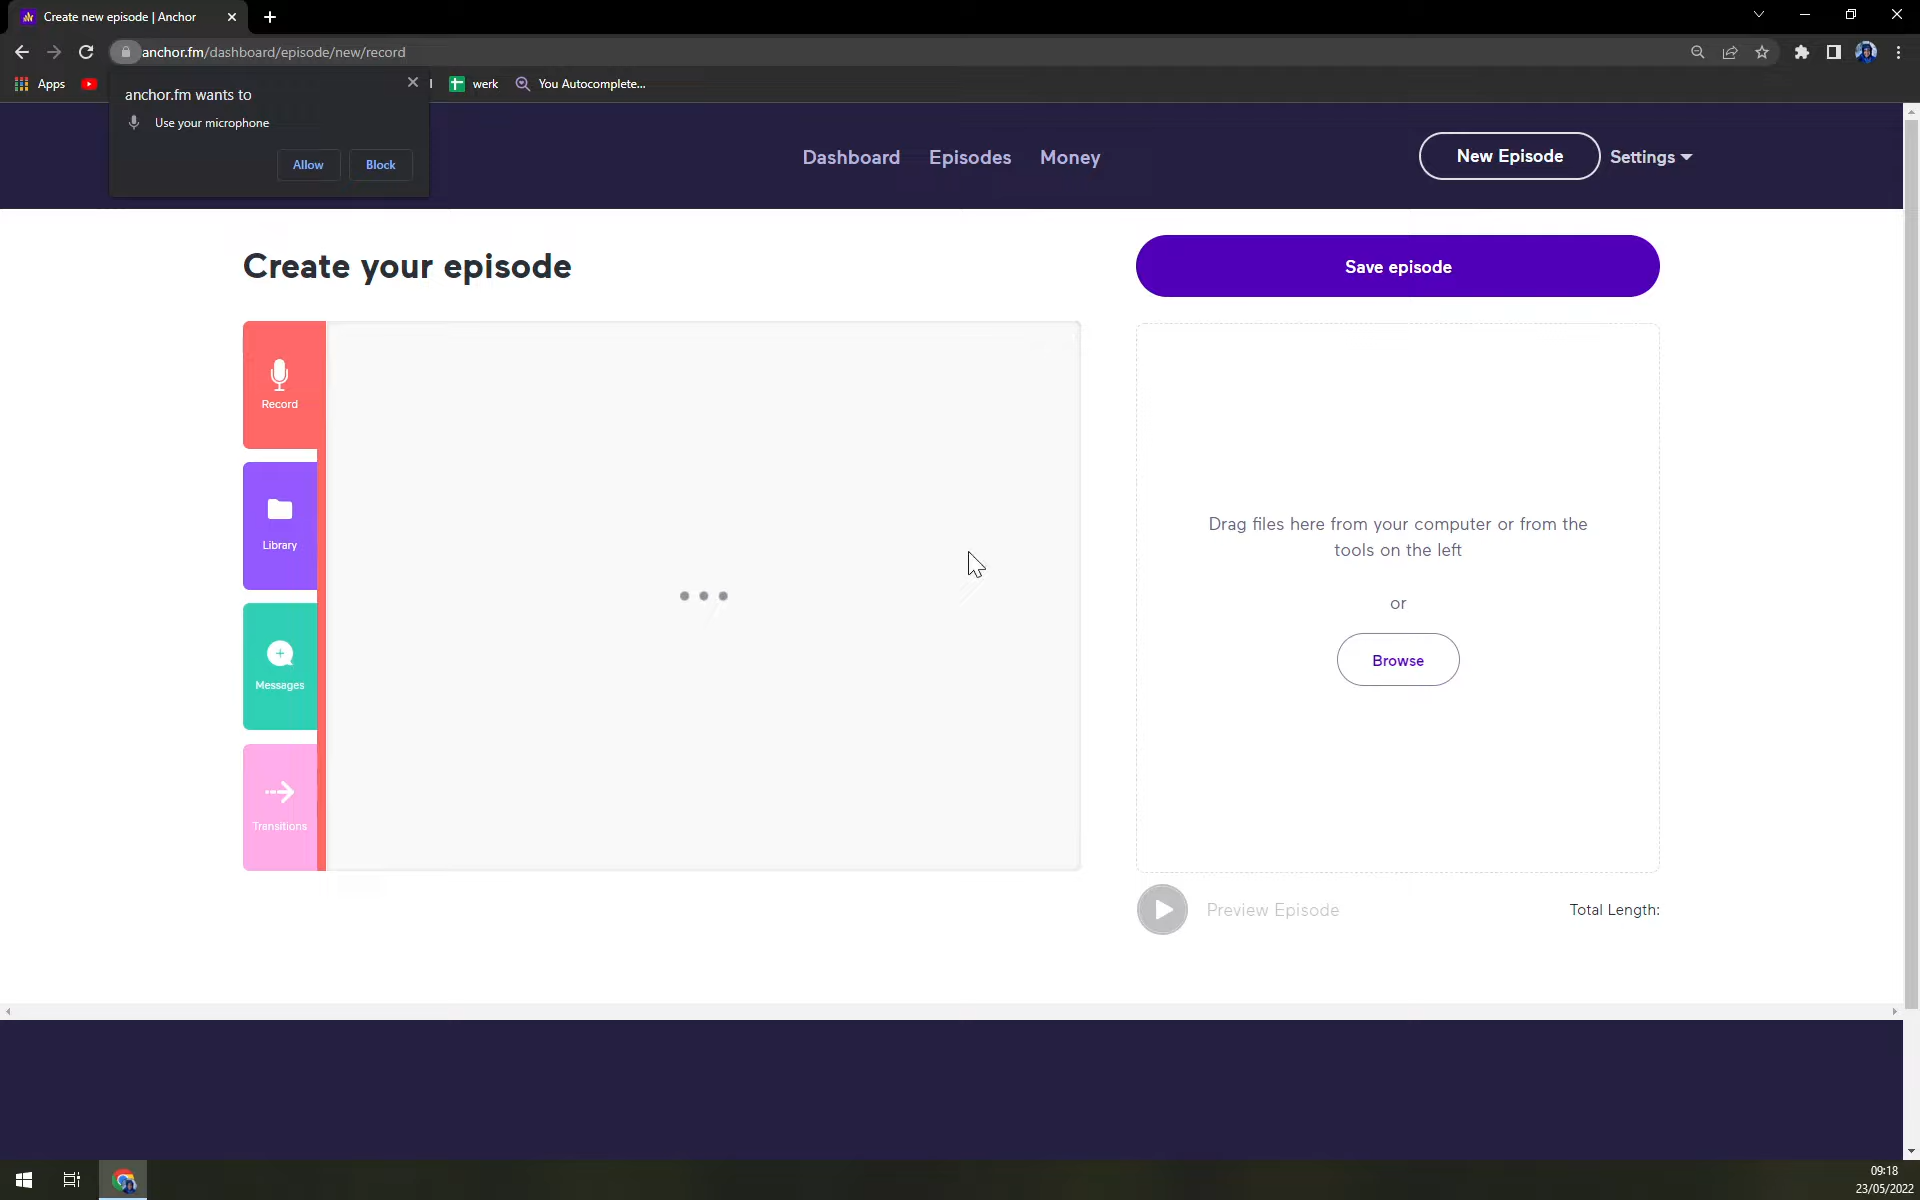 Create new episode | Anchor
anchor.fm/dashboard/episode/new/record
Apps
werk
You Autocomplete...
anchor.fm wants to
Use your microphone
Allow
Block
Dashboard
Episodes
Money
New Episode
Settings
Create your episode
Save episode
Record
Library
Messages
Transitions
Drag files here from your computer or from the
tools on the left
or
Browse
Preview Episode
Total Length:
09:18
23/05/2022